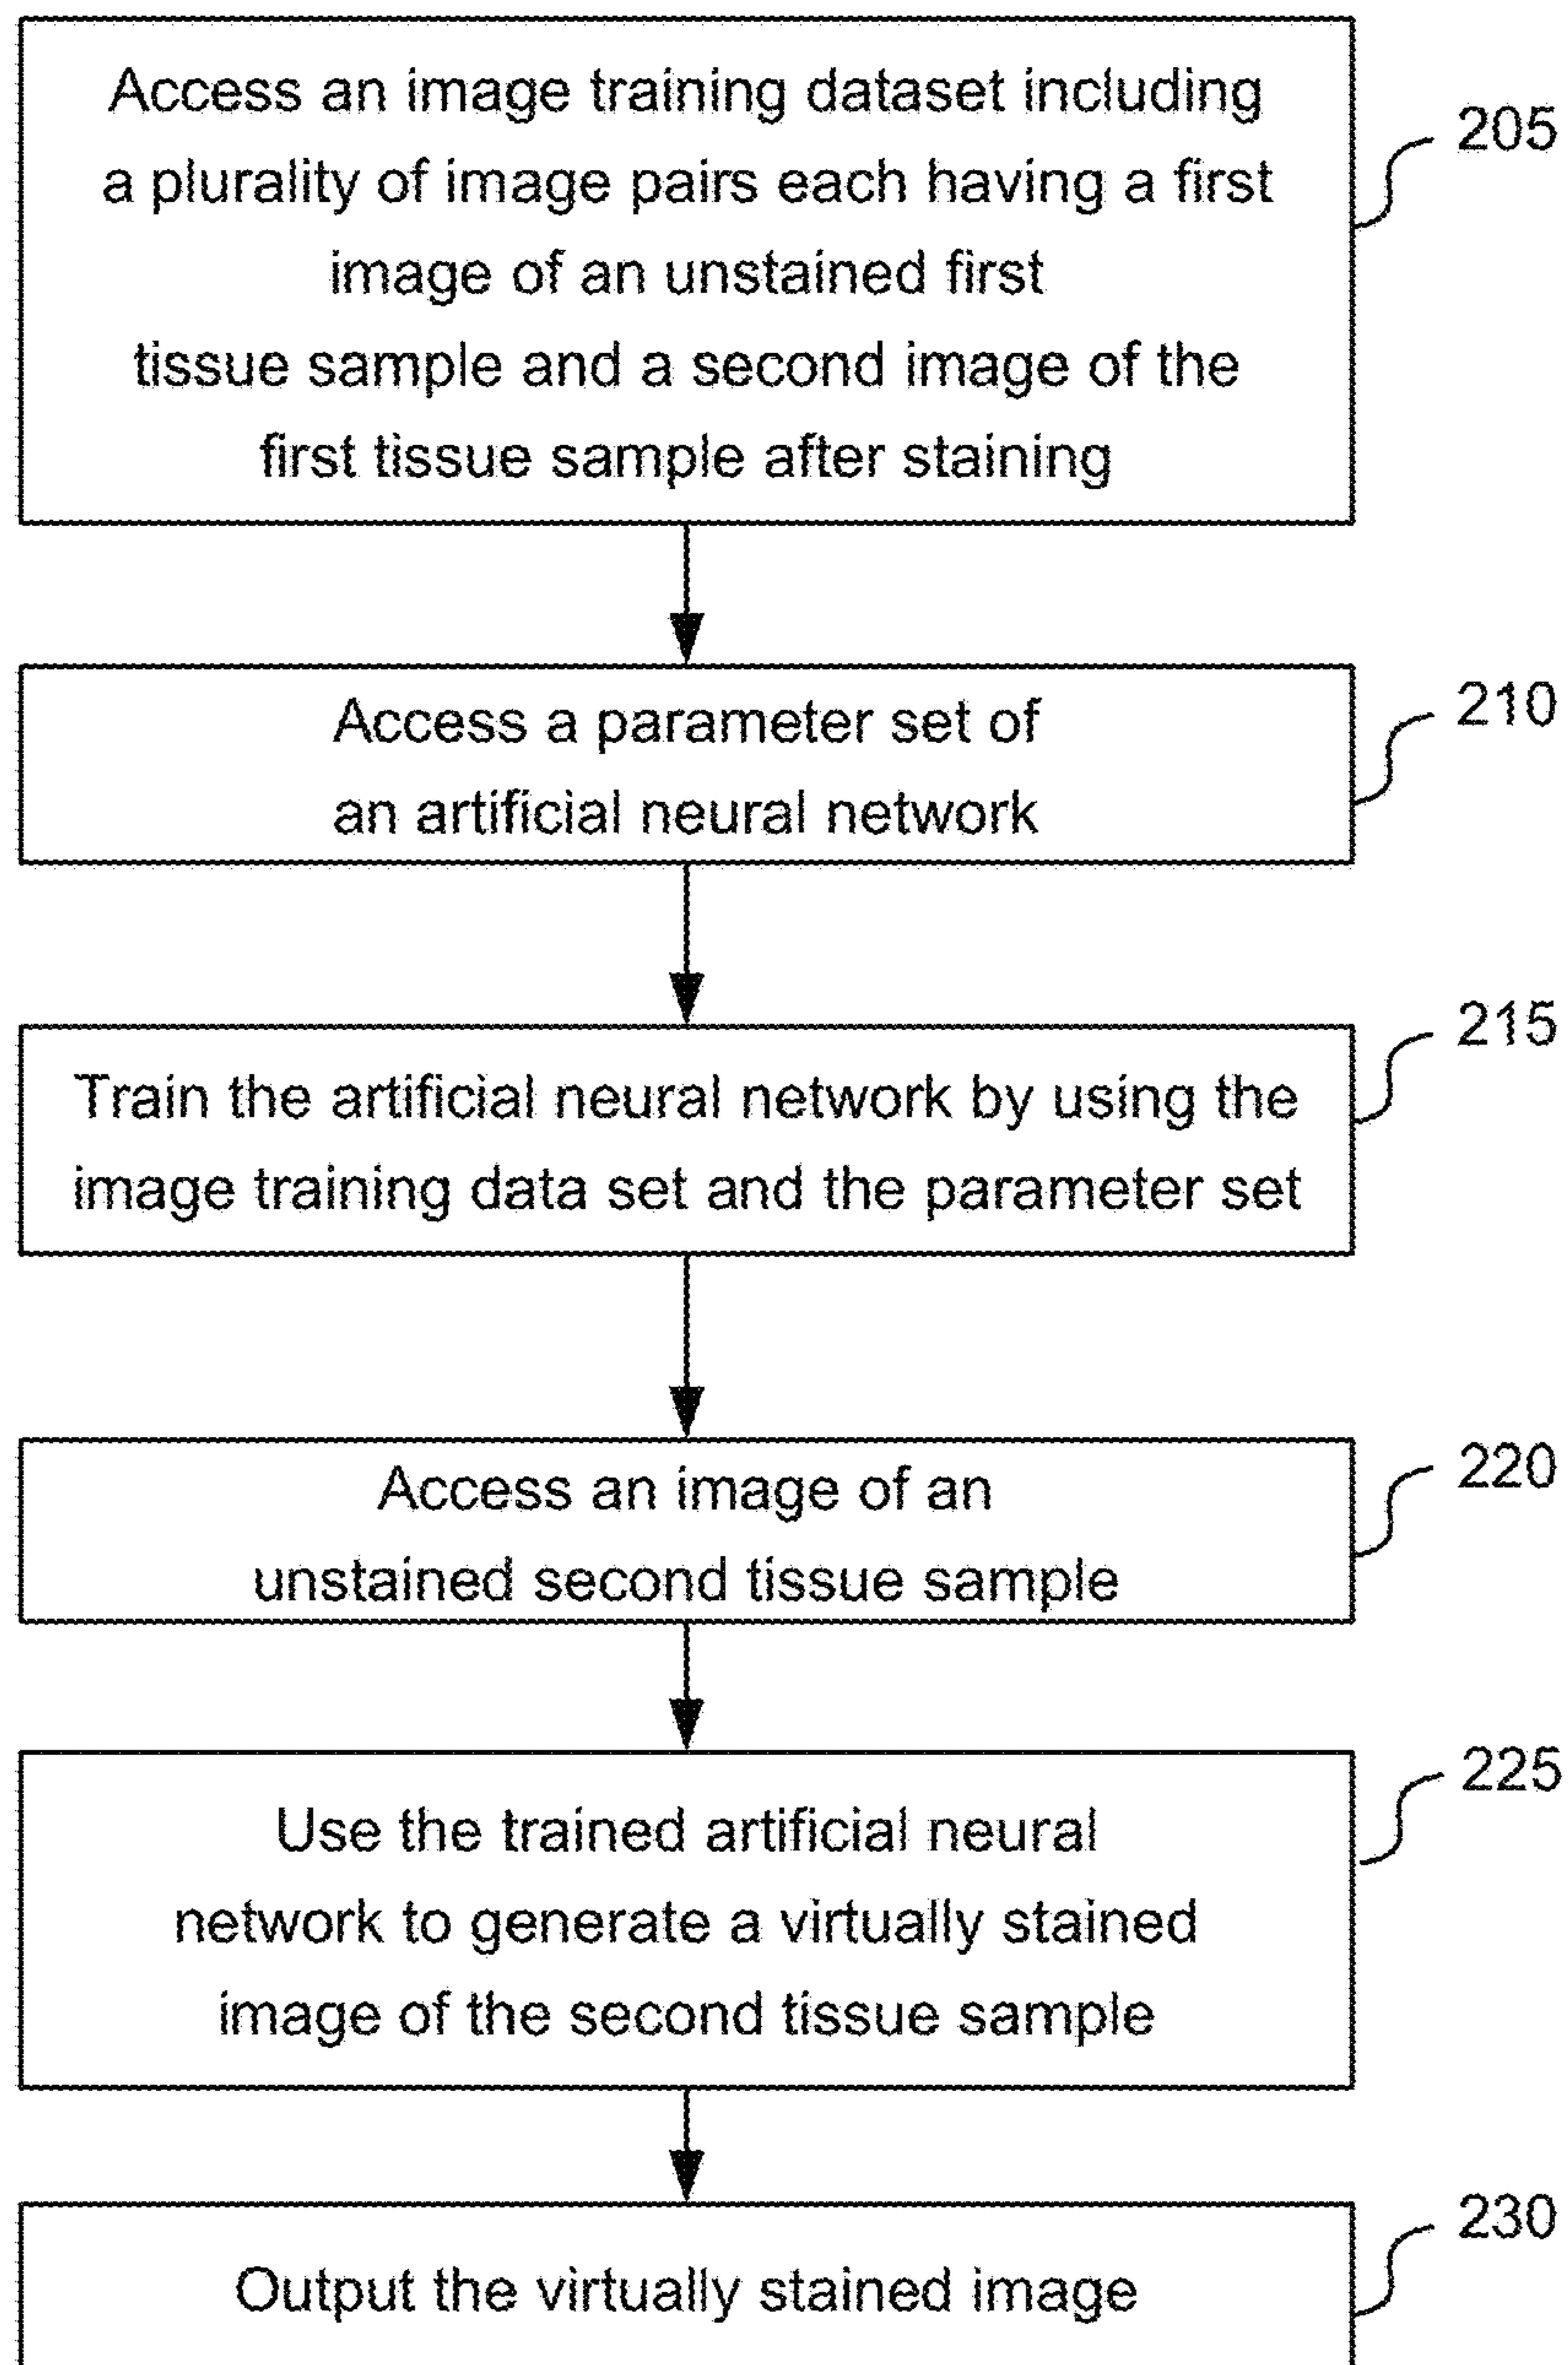 Access an image training dataset including
a plurality of image pairs each having a first
image of an unstained first
tissue sample and a second image of the
first tissue sample after staining
205
Access a parameter set of
an artificial neural network
210
Train the artificial neural network by using the
image training data set and the parameter set
215
Access an image of an
unstained second tissue sample
220
Use the trained artificial neural
network to generate a virtually stained
image of the second tissue sample
225
Output the virtually stained image
230